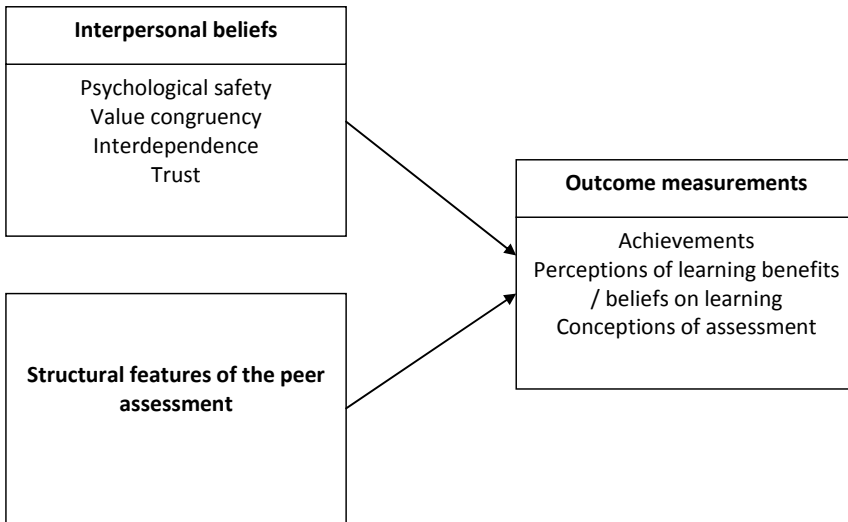 Interpersonal beliefs
Psychological safety
Value congruency
Interdependence
Trust
Structural features of the peer
assessment
Outcome measurements
Achievements
Perceptions of learning benefits
/ beliefs on learning
Conceptions of assessment